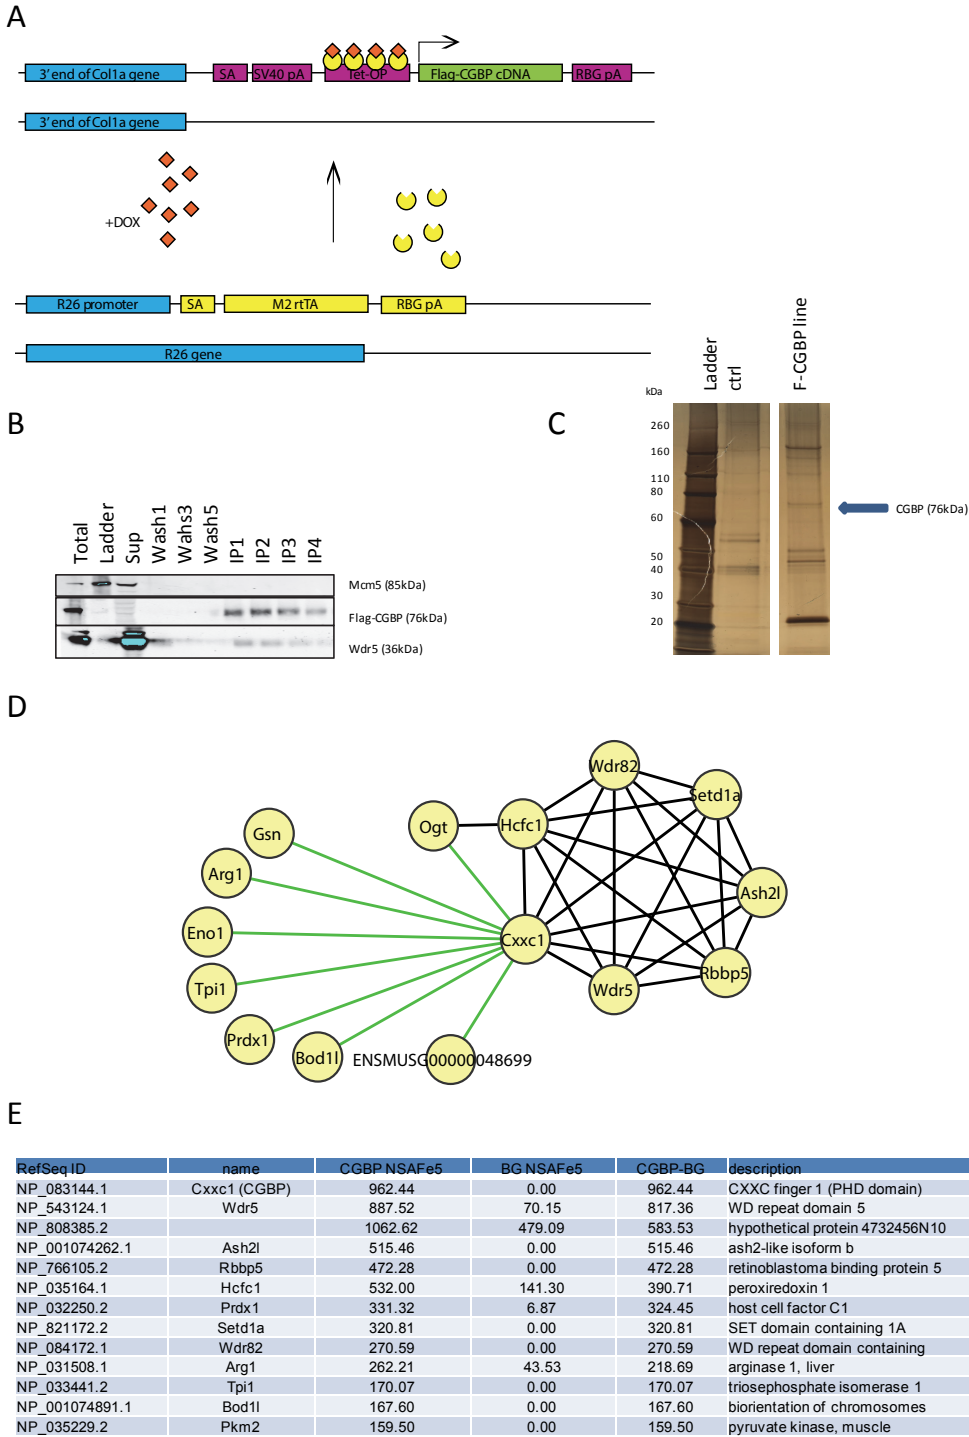 A
3' end of Col1a gene
SA
SV40 pA
Tet-OP
Flag-CGBP cDNA
RBG pA
3' end of Col1a gene
+DOX
R26 promoter
SA
M2 rtTA
RBG pA
R26 gene
B
Total
Ladder
Sup
Wash1
Wahs3
Wash5
IP1
IP2
IP3
IP4
Mcm5 (85kDa)
Flag-CGBP (76kDa)
Wdr5 (36kDa)
C
kDa
Ladder
ctrl
F-CGBP line
260
160
110
80
60
50
40
30
20
CGBP (76kDa)
D
Wdr82
Setd1a
Ogt
Hcfc1
Gsn
Arg1
Ash2l
Eno1
Cxxc1
Tpi1
Rbbp5
Wdr5
Prdx1
Bod1l
ENSMUSG00000048699
E
RefSeq ID name CGBP NSAFe5 BG NSAFe5 CGBP-BG description
NP_083144.1 Cxxc1 (CGBP) 962.44 0.00 962.44 CXXC finger 1 (PHD domain)
NP_543124.1 Wdr5 887.52 70.15 817.36 WD repeat domain 5
NP_808385.2 1062.62 479.09 583.53 hypothetical protein 4732456N10
NP_001074262.1 Ash2l 515.46 0.00 515.46 ash2-like isoform b
NP_766105.2 Rbbp5 472.28 0.00 472.28 retinoblastoma binding protein 5
NP_035164.1 Hcfc1 532.00 141.30 390.71 peroxiredoxin 1
NP_032250.2 Prdx1 331.32 6.87 324.45 host cell factor C1
NP_821172.2 Setd1a 320.81 0.00 320.81 SET domain containing 1A
NP_084172.1 Wdr82 270.59 0.00 270.59 WD repeat domain containing
NP_031508.1 Arg1 262.21 43.53 218.69 arginase 1, liver
NP_033441.2 Tpi1 170.07 0.00 170.07 triosephosphate isomerase 1
NP_001074891.1 Bod1l 167.60 0.00 167.60 biorientation of chromosomes
NP_035229.2 Pkm2 159.50 0.00 159.50 pyruvate kinase, muscle